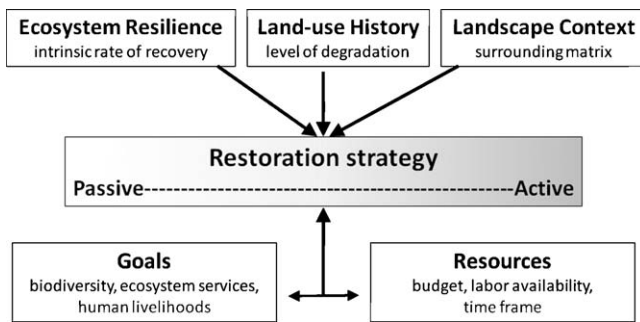 Ecosystem Resilience
intrinsic rate of recovery
Land-use History
level of degradation
Landscape Context
surrounding matrix
Restoration strategy
Passive--------------------------------------------------Active
Goals
biodiversity, ecosystem services,
human livelihoods
Resources
budget, labor availability,
time frame